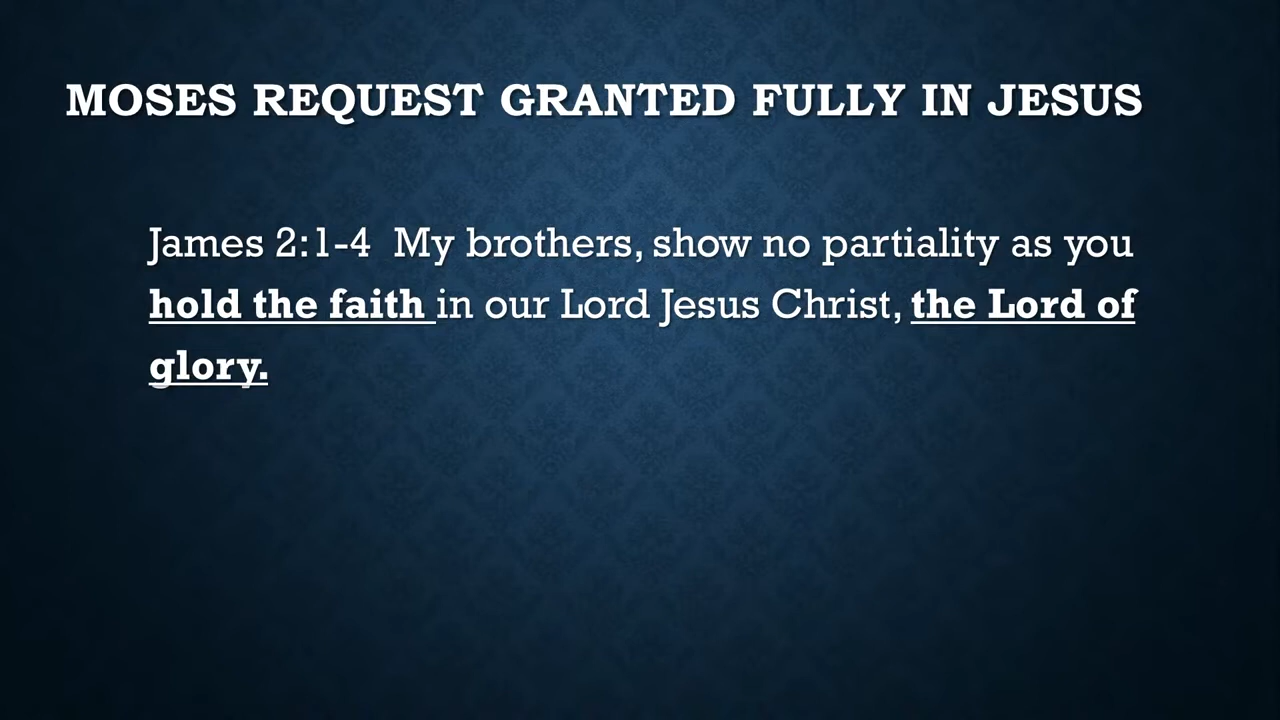 MOSES REQUEST GRANTED FULLY IN JESUS
James 2:1-4  My brothers, show no partiality as you
hold the faith in our Lord Jesus Christ, the Lord of
glory.